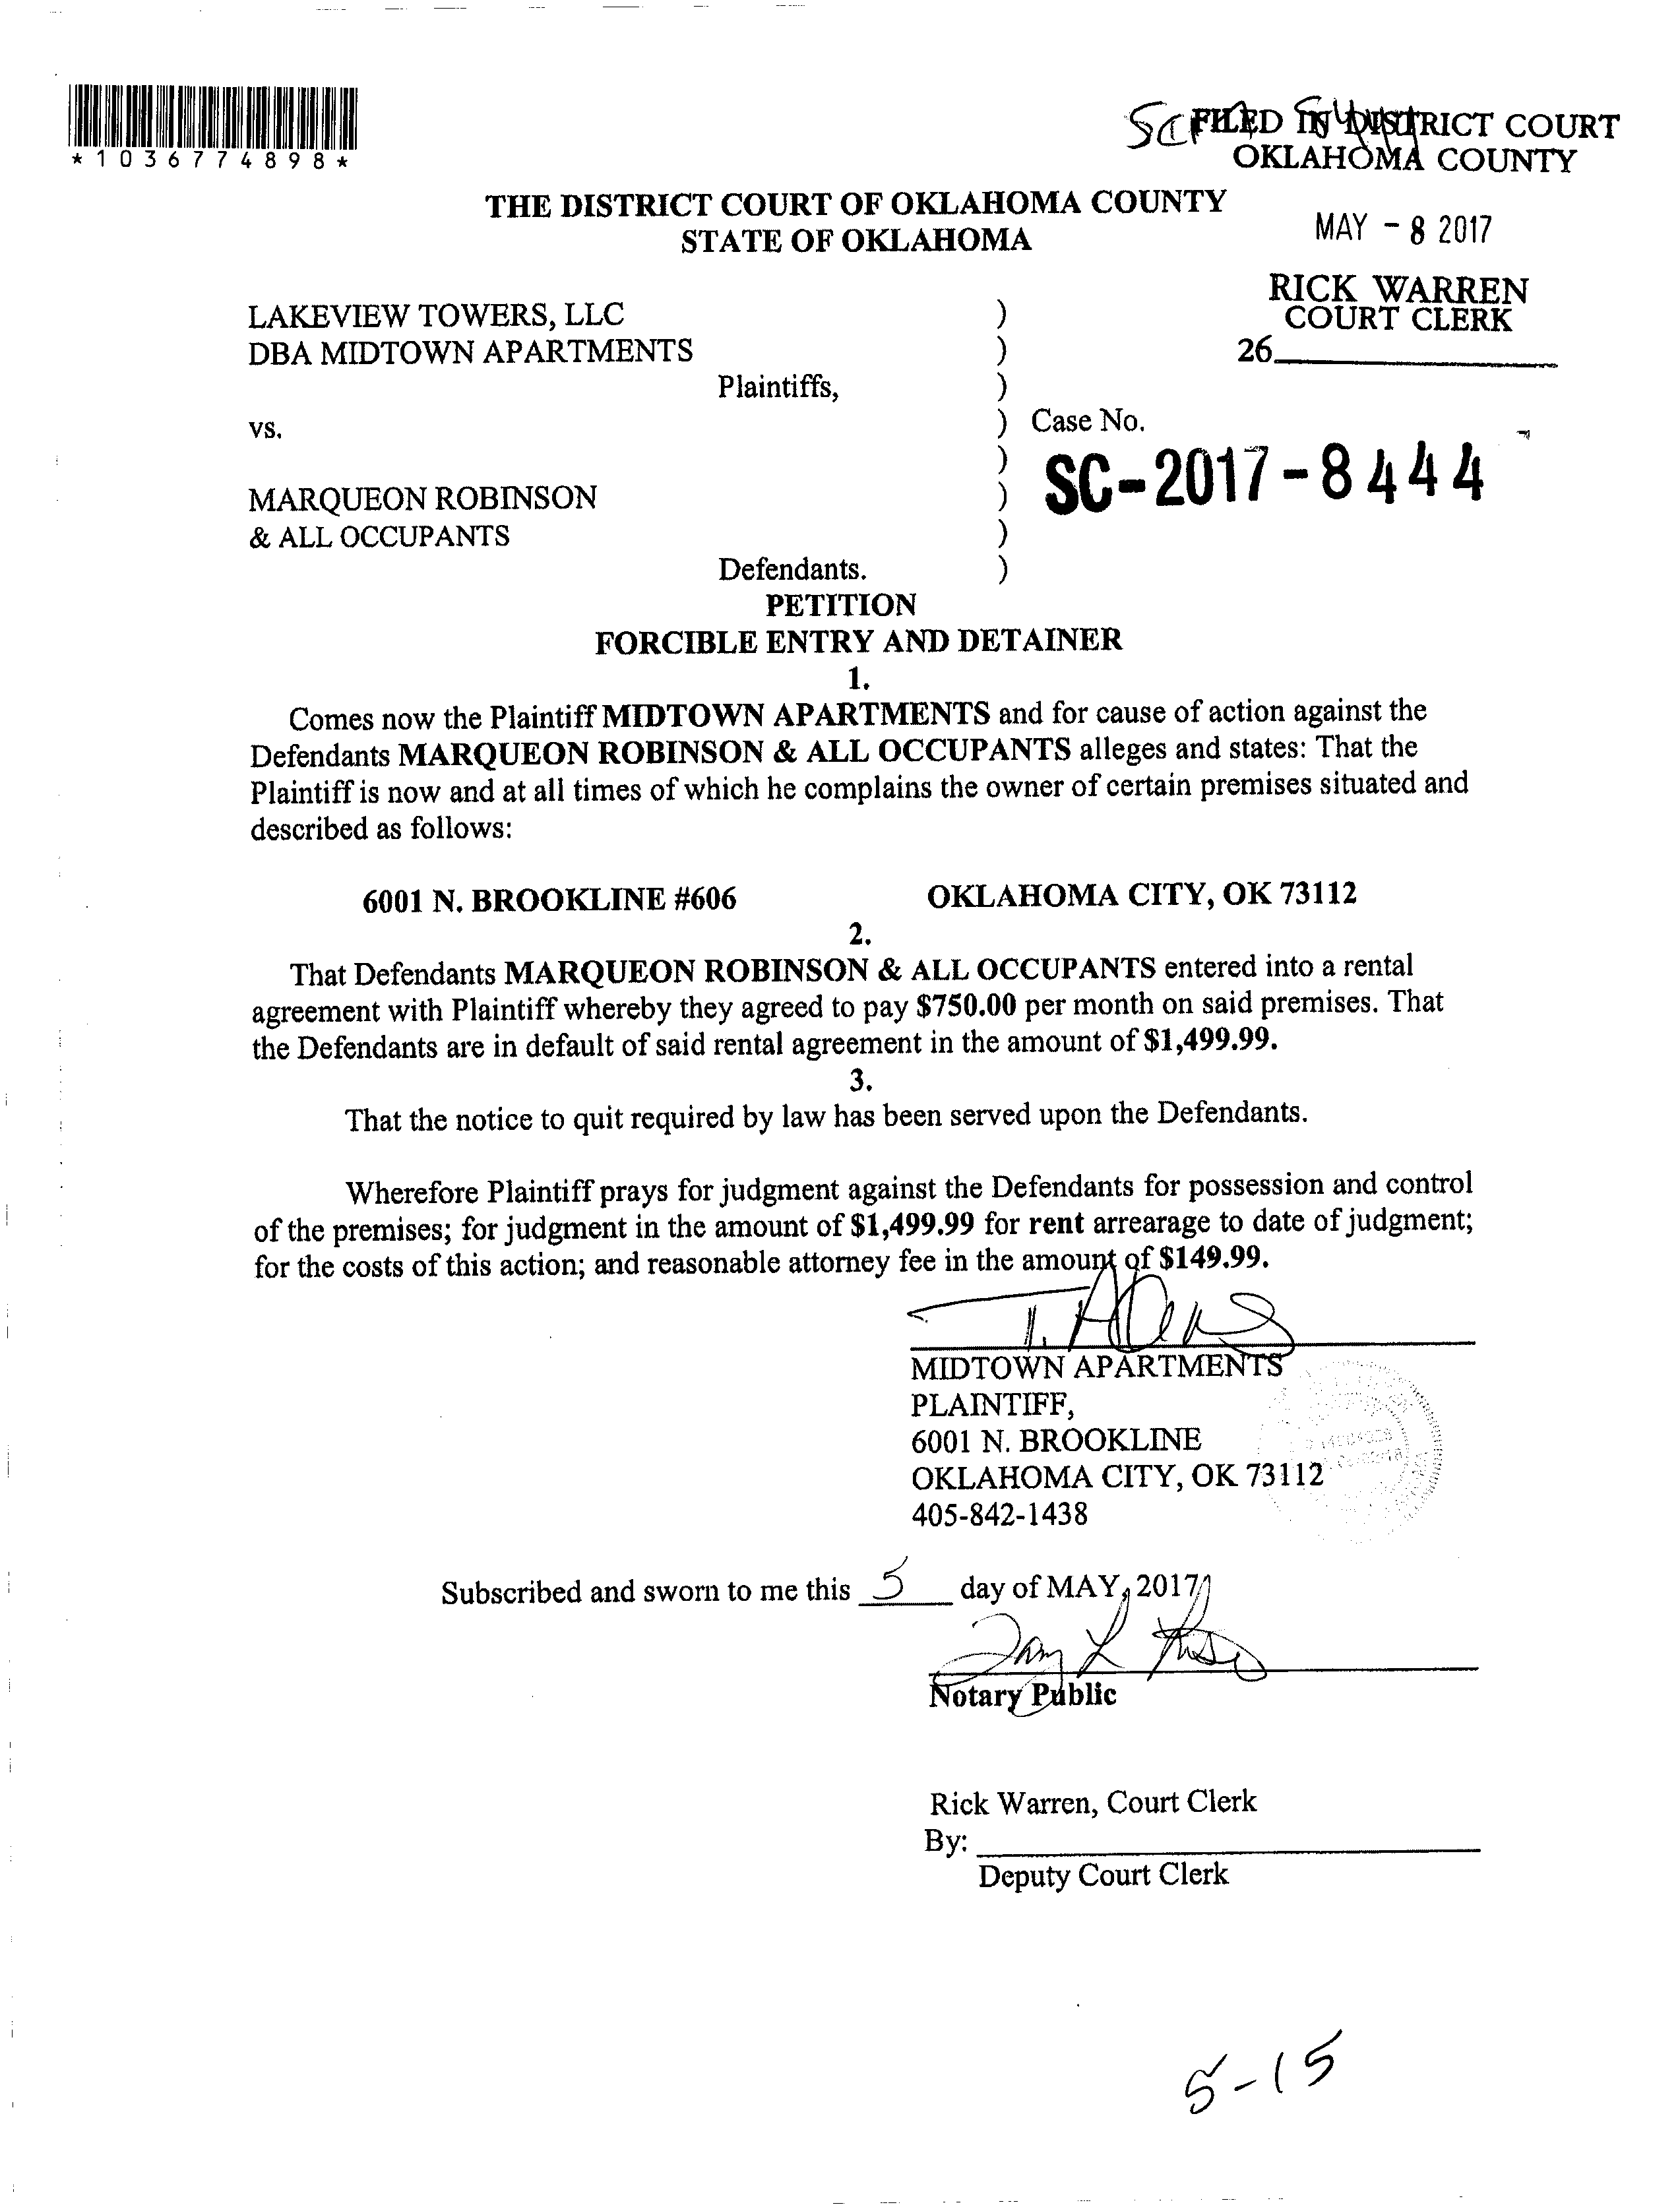 *1036774898*
FILED IN DISTRICT COURT
OKLAHOMA COUNTY
THE DISTRICT COURT OF OKLAHOMA COUNTY
STATE OF OKLAHOMA
MAY - 8 2017
RICK WARREN
COURT CLERK
26
LAKEVIEW TOWERS, LLC )
DBA MIDTOWN APARTMENTS )
Plaintiffs, )
vs. ) Case No.
)
SC-2017-8444
MARQUEON ROBINSON )
& ALL OCCUPANTS )
Defendants. )
PETITION
FORCIBLE ENTRY AND DETAINER
1.
Comes now the Plaintiff MIDTOWN APARTMENTS and for cause of action against the
Defendants MARQUEON ROBINSON & ALL OCCUPANTS alleges and states: That the
Plaintiff is now and at all times of which he complains the owner of certain premises situated and
described as follows:
6001 N. BROOKLINE #606 OKLAHOMA CITY, OK 73112
2.
That Defendants MARQUEON ROBINSON & ALL OCCUPANTS entered into a rental
agreement with Plaintiff whereby they agreed to pay $750.00 per month on said premises. That
the Defendants are in default of said rental agreement in the amount of $1,499.99.
3.
That the notice to quit required by law has been served upon the Defendants.
Wherefore Plaintiff prays for judgment against the Defendants for possession and control
of the premises; for judgment in the amount of $1,499.99 for rent arrearage to date of judgment;
for the costs of this action; and reasonable attorney fee in the amount of $149.99.
MIDTOWN APARTMENTS
PLAINTIFF,
6001 N. BROOKLINE
OKLAHOMA CITY, OK 73112
405-842-1438
Subscribed and sworn to me this 5 day of MAY, 2017
Notary Public
Rick Warren, Court Clerk
By:
Deputy Court Clerk
5-15